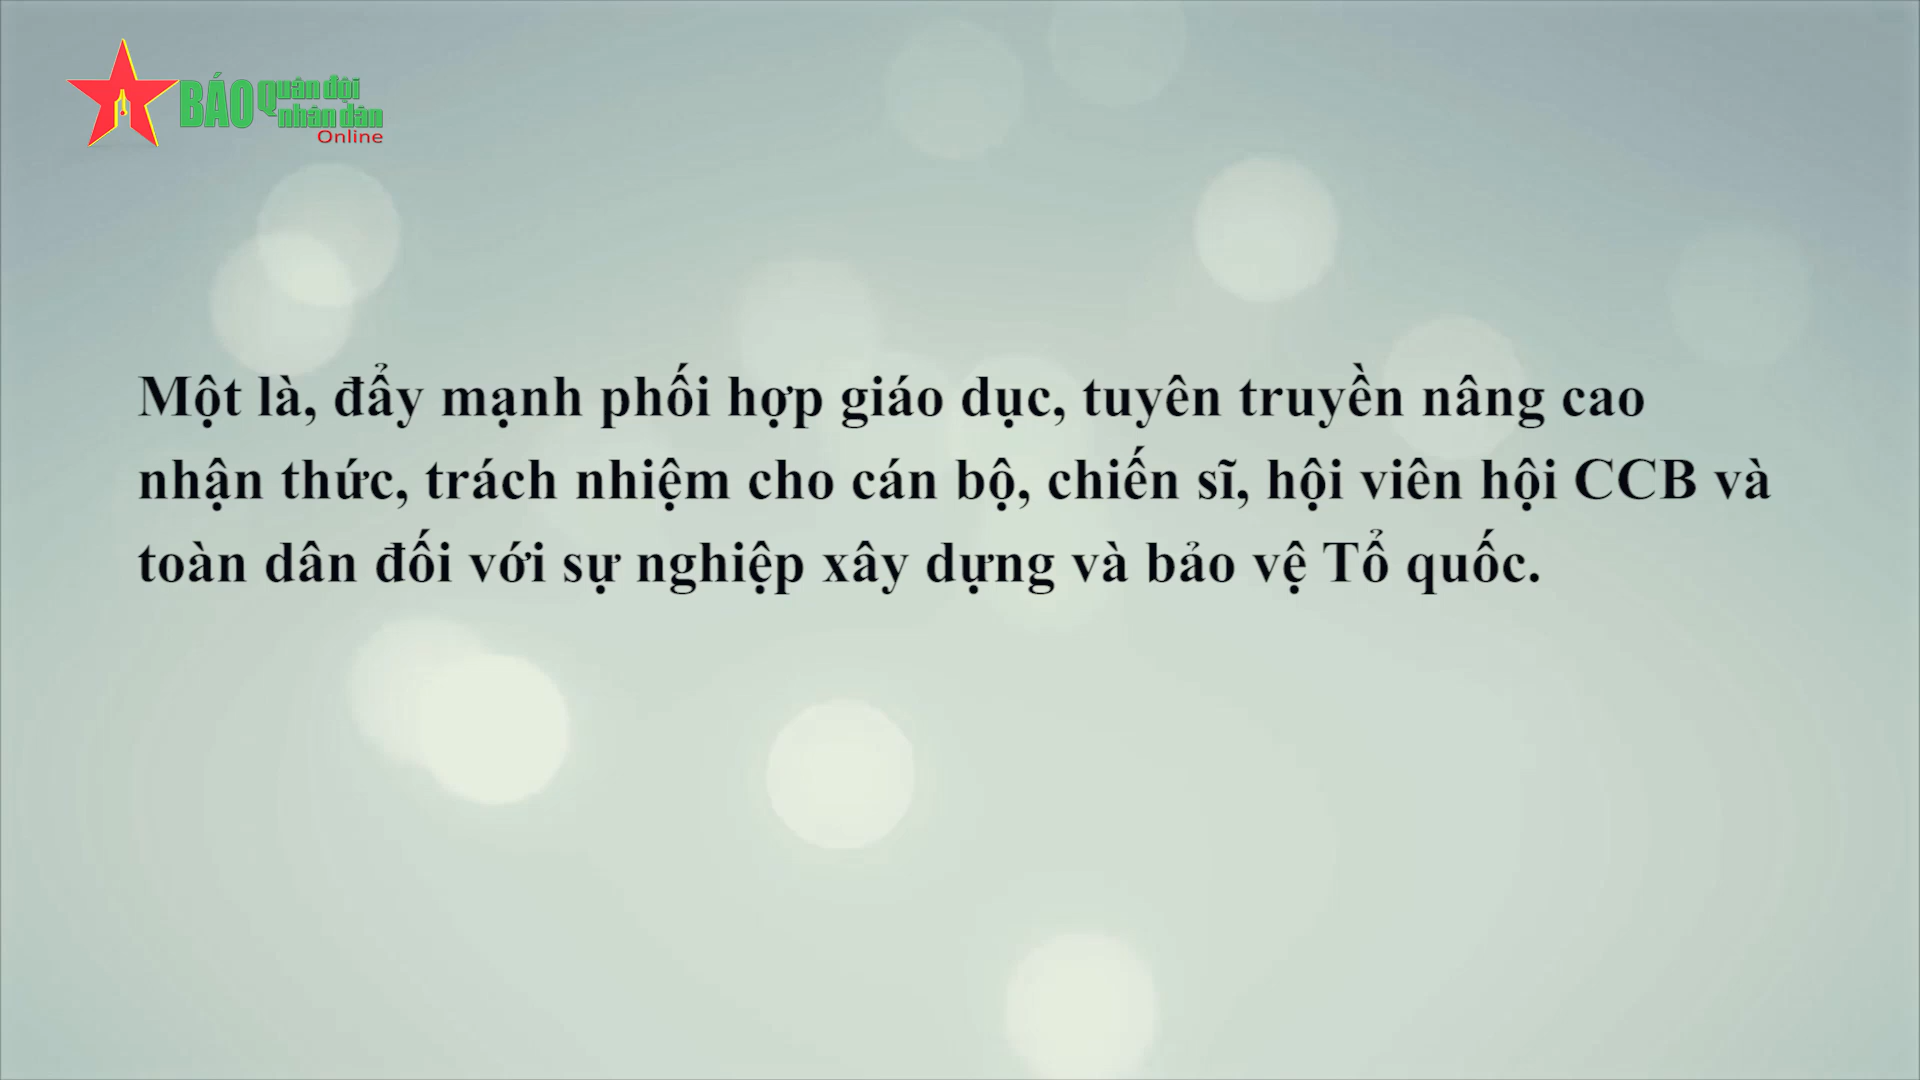 BÁO Quân đội
nhân dân
Online
Một là, đẩy mạnh phối hợp giáo dục, tuyên truyền nâng cao
nhận thức, trách nhiệm cho cán bộ, chiến sĩ, hội viên hội CCB và
toàn dân đối với sự nghiệp xây dựng và bảo vệ Tổ quốc.